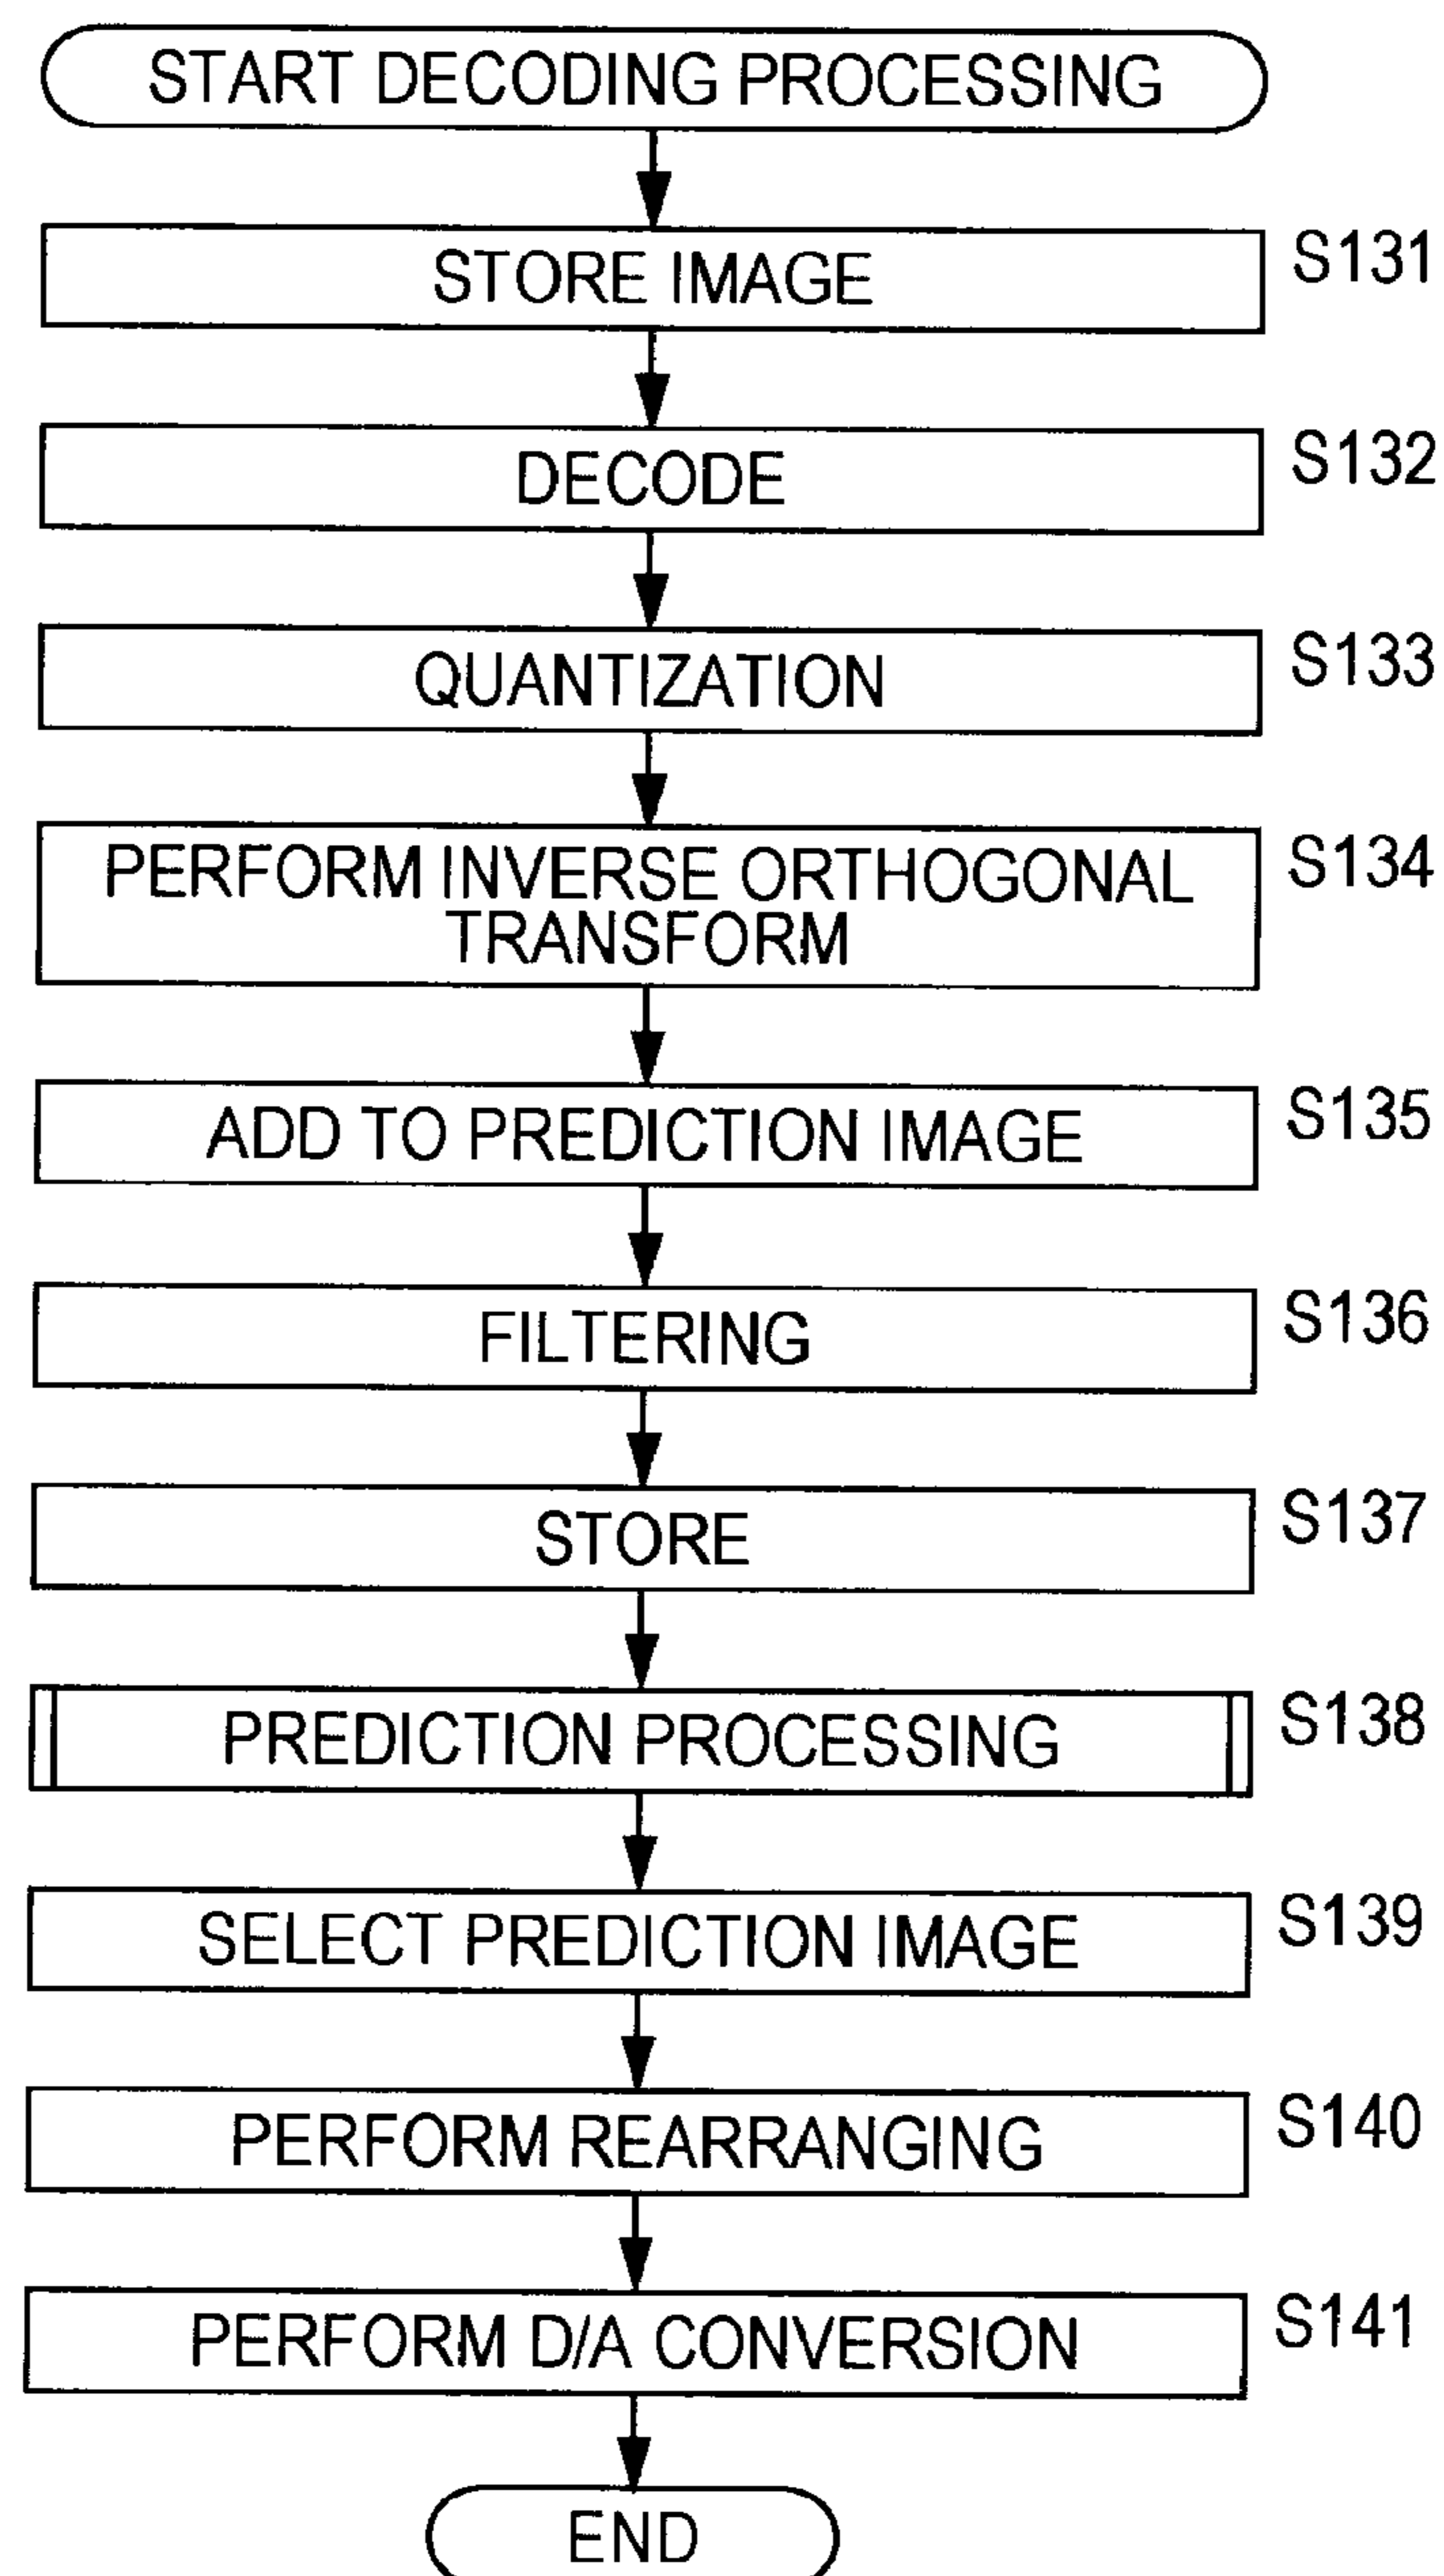 START DECODING PROCESSING
STORE IMAGE
S131
DECODE
S132
QUANTIZATION
S133
PERFORM INVERSE ORTHOGONAL
TRANSFORM
S134
ADD TO PREDICTION IMAGE
S135
FILTERING
S136
STORE
S137
PREDICTION PROCESSING
S138
SELECT PREDICTION IMAGE
S139
PERFORM REARRANGING
S140
PERFORM D/A CONVERSION
S141
END